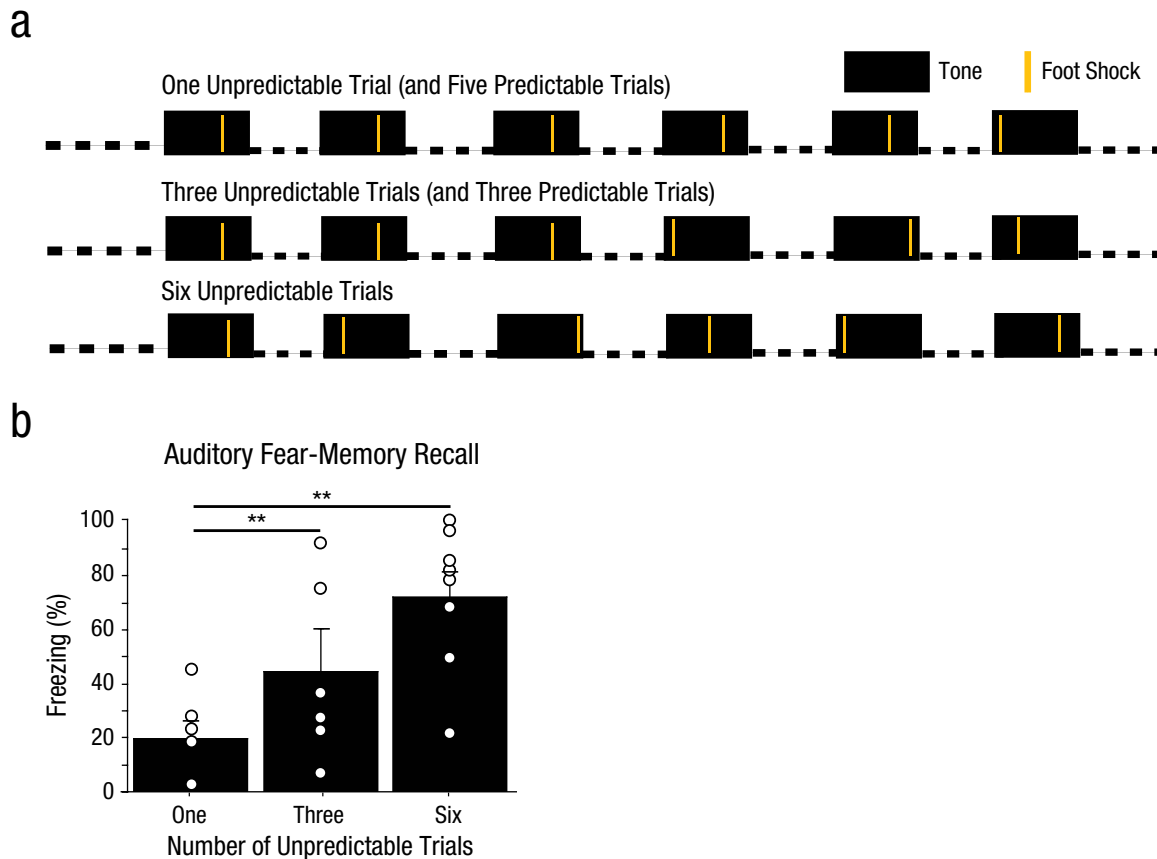 a
Tone
Foot Shock
One Unpredictable Trial (and Five Predictable Trials)
Three Unpredictable Trials (and Three Predictable Trials)
Six Unpredictable Trials
b
Auditory Fear-Memory Recall
**
**
100
80
60
40
20
0
Freezing (%)
One
Three
Six
Number of Unpredictable Trials